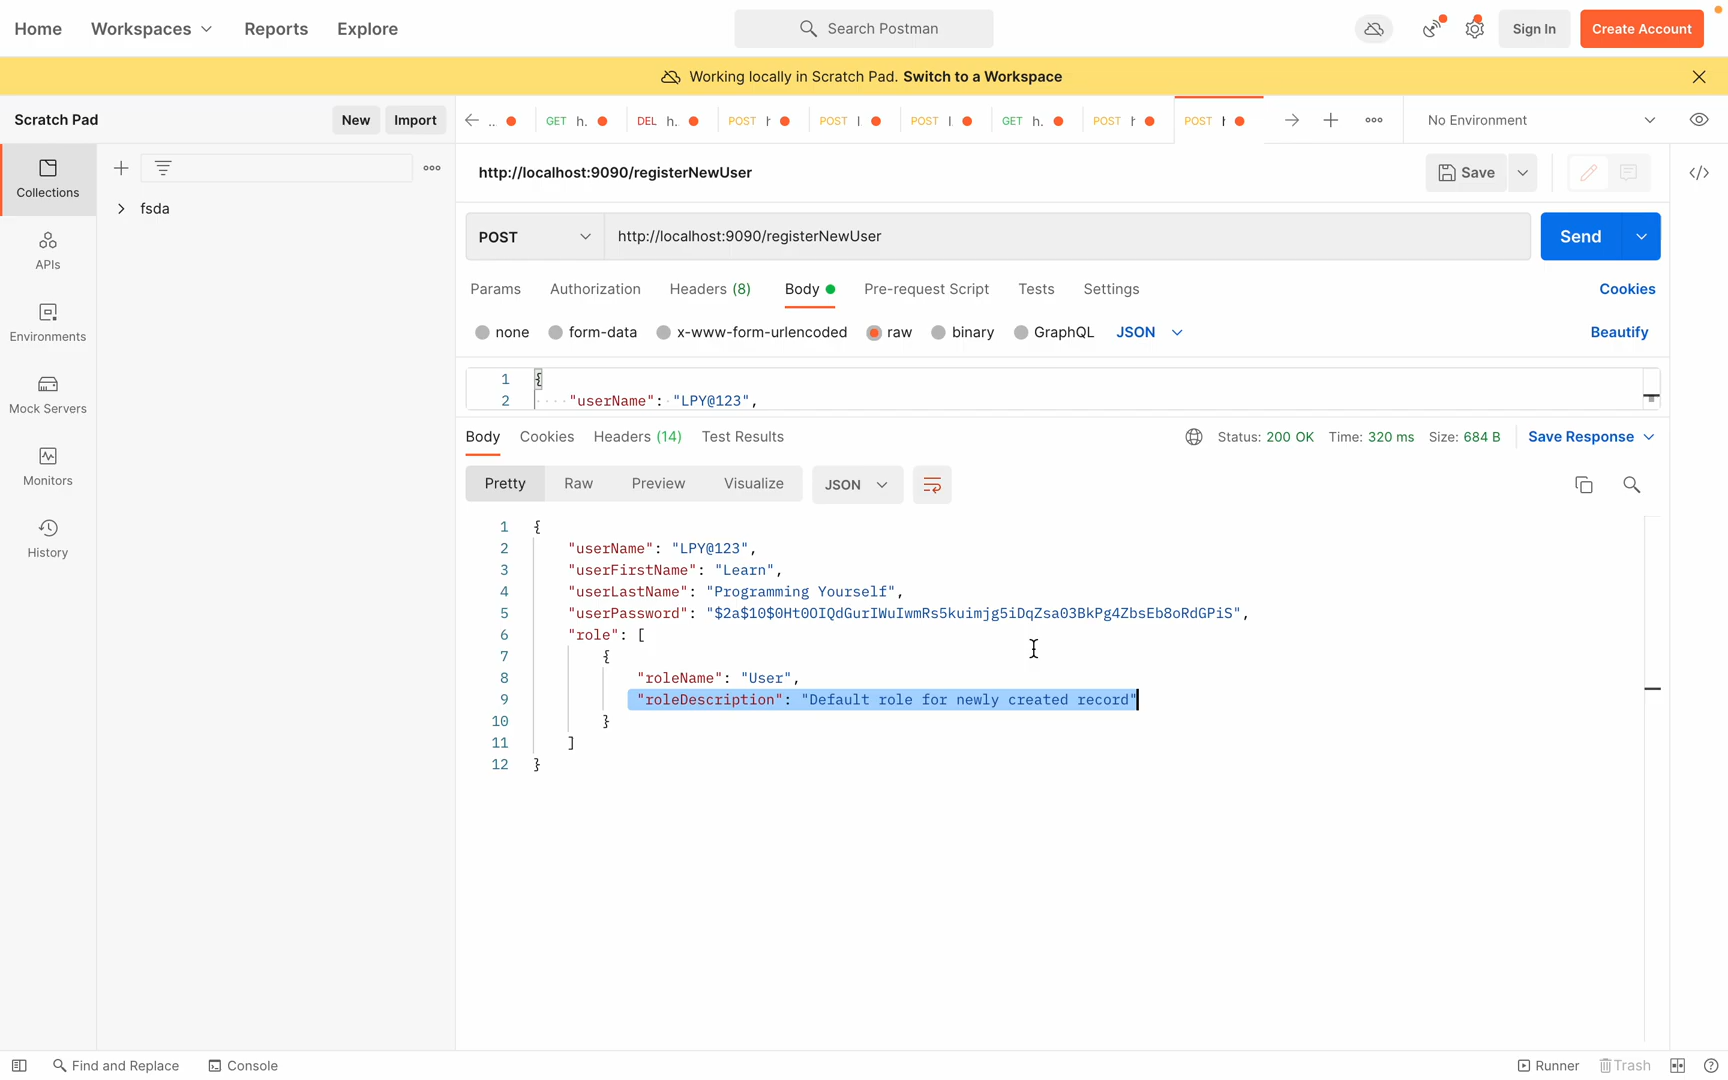 Home Workspaces Reports Explore Search Postman Sign In Create Account
Working locally in Scratch Pad. Switch to a Workspace
Scratch Pad New Import .. GET h. DEL h. POST POST l. POST l. GET h. POST POST No Environment
Collections
APIs
Environments
Mock Servers
Monitors
History
fsda
http://localhost:9090/registerNewUser Save
POST http://localhost:9090/registerNewUser Send
Params Authorization Headers (8) Body Pre-request Script Tests Settings Cookies
none form-data x-www-form-urlencoded raw binary GraphQL JSON Beautify
1 {
2 "userName": "LPY@123",
Body Cookies Headers (14) Test Results Status: 200 OK Time: 320 ms Size: 684 B Save Response
Pretty Raw Preview Visualize JSON
1 {
2 "userName": "LPY@123",
3 "userFirstName": "Learn",
4 "userLastName": "Programming Yourself",
5 "userPassword": "$2a$10$0Ht0OIQdGurIWuIwmRs5kuimjg5iDqZsa03BkPg4ZbsEb8oRdGPiS",
6 "role": [
7 {
8 "roleName": "User",
9 "roleDescription": "Default role for newly created record"
10 }
11 ]
12 }
Find and Replace Console Runner Trash